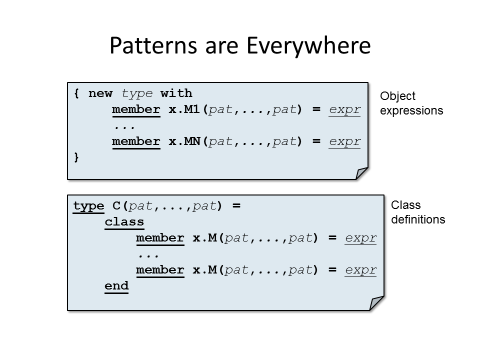 Patterns are Everywhere
{ new type with
member x.M1(pat,...,pat) = expr
...
member x.MN(pat,...,pat) = expr
}
Object
expressions
type C(pat,...,pat) =
class
member x.M(pat,...,pat) = expr
...
member x.M(pat,...,pat) = expr
end
Class
definitions